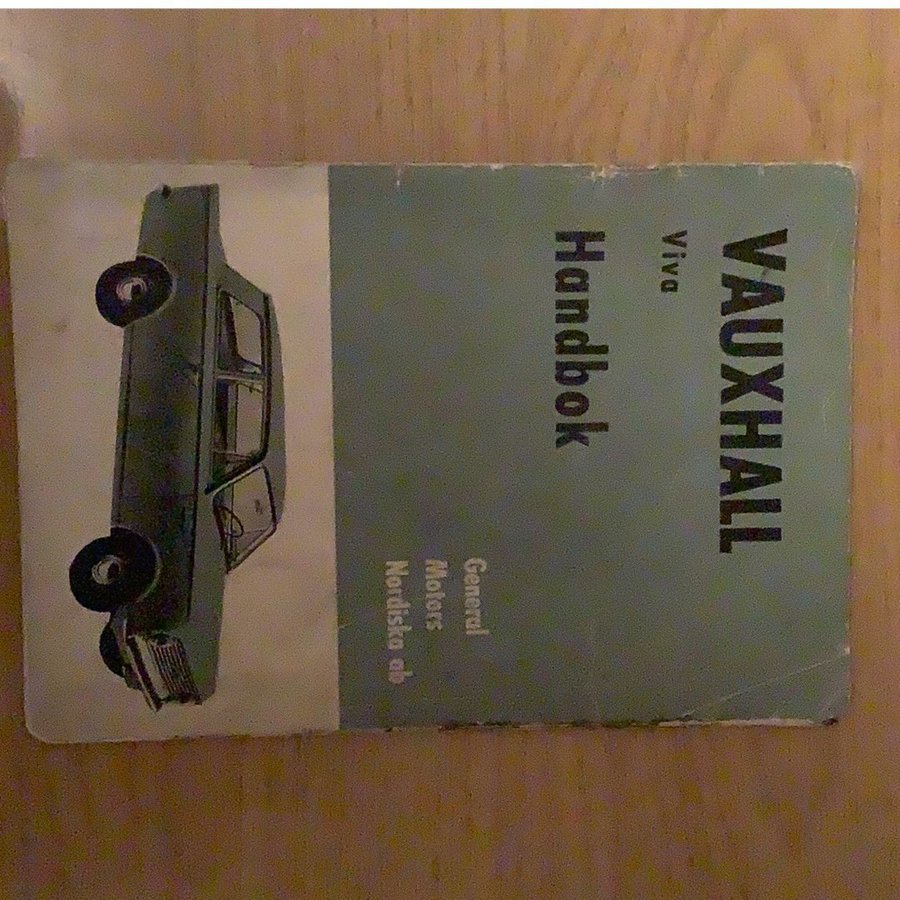 VAUXHALL
Viva
Handbok
General
Motors
Nordiska ab